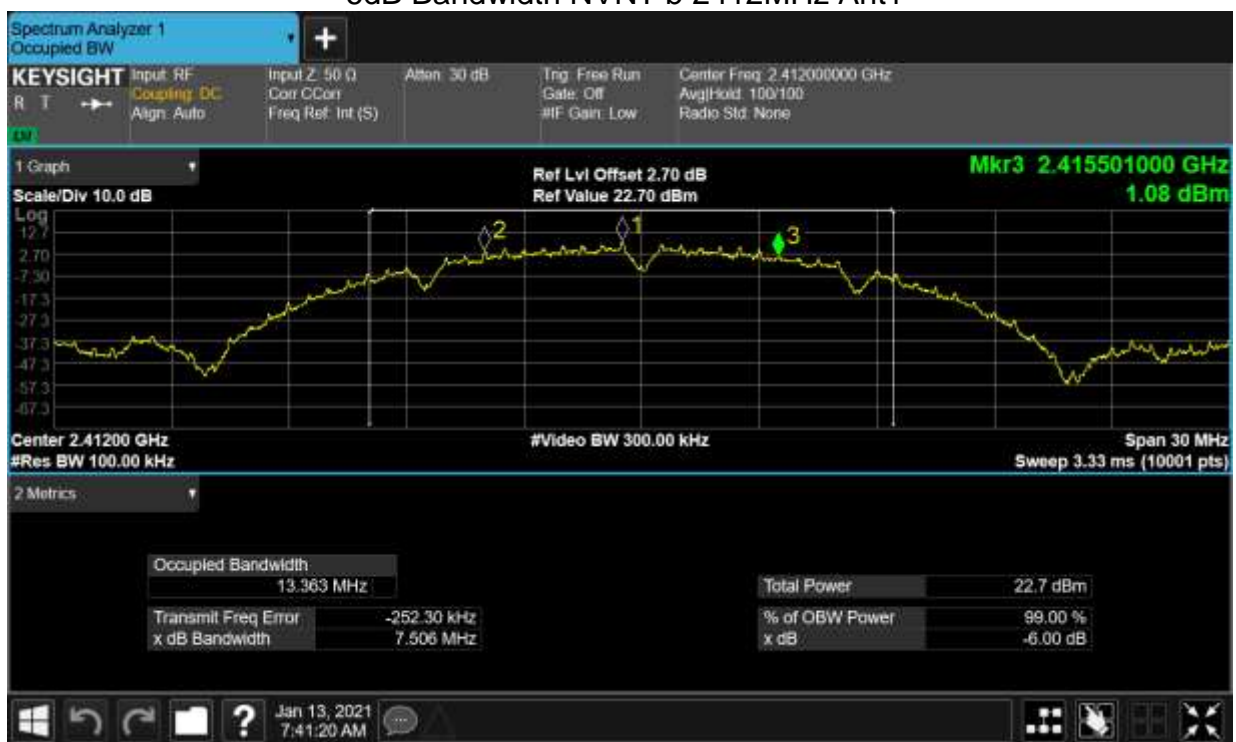 Spectrum Analyzer 1
Occupied BW
KEYSIGHT
R T
Input: RF
Coupling: DC
Align: Auto
Input Z: 50 Ω
Corr CCorr
Freq Ref: Int (S)
Atten: 30 dB
Trig: Free Run
Gate: Off
#IF Gain: Low
Center Freq: 2.412000000 GHz
Avg|Hold: 100/100
Radio Std: None
1 Graph
Scale/Div 10.0 dB
Ref Lvl Offset 2.70 dB
Ref Value 22.70 dBm
Mkr3 2.415501000 GHz
1.08 dBm
Log
12.7
2.70
-7.30
-17.3
-27.3
-37.3
-47.3
-57.3
-67.3
2
1
3
Center 2.41200 GHz
#Res BW 100.00 kHz
#Video BW 300.00 kHz
Span 30 MHz
Sweep 3.33 ms (10001 pts)
2 Metrics
Occupied Bandwidth
13.363 MHz
Transmit Freq Error -252.30 kHz
x dB Bandwidth 7.506 MHz
Total Power 22.7 dBm
% of OBW Power 99.00 %
x dB -6.00 dB
Jan 13, 2021
7:41:20 AM